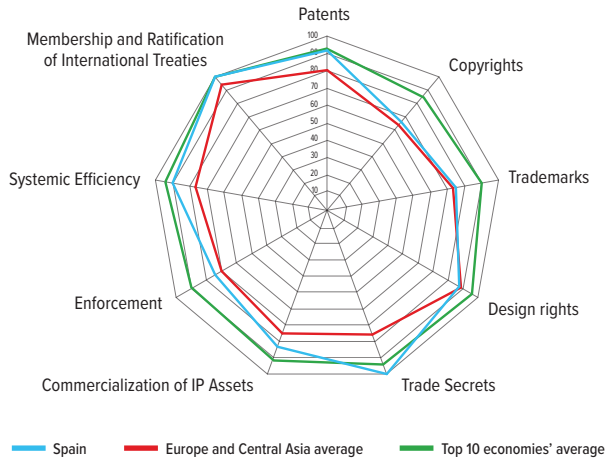 Patents
Membership and Ratification
of International Treaties
Copyrights
100
90
80
70
60
50
40
30
20
10
Systemic Efficiency
Trademarks
Enforcement
Design rights
Commercialization of IP Assets
Trade Secrets
Spain
Europe and Central Asia average
Top 10 economies’ average